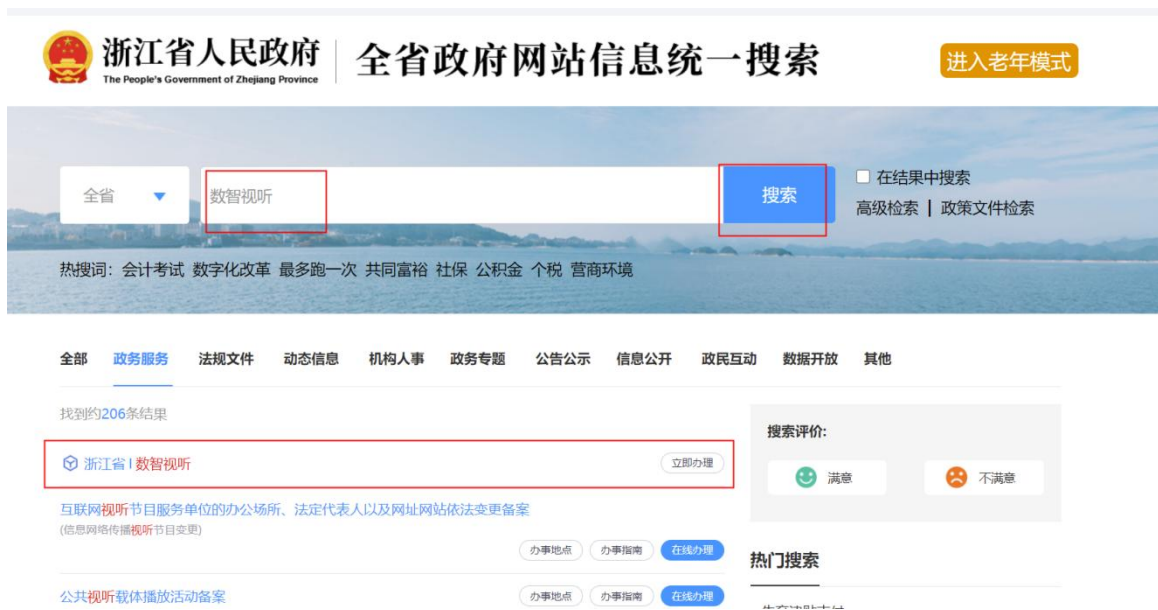 浙江省人民政府
The People's Government of Zhejiang Province
全省政府网站信息统一搜索
进入老年模式
全省
数智视听
搜索
在结果中搜索
高级检索 | 政策文件检索
热搜词：会计考试 数字化改革 最多跑一次 共同富裕 社保 公积金 个税 营商环境
全部 政务服务 法规文件 动态信息 机构人事 政务专题 公告公示 信息公开 政民互动 数据开放 其他
找到约206条结果
浙江省 | 数智视听
立即办理
互联网视听节目服务单位的办公场所、法定代表人以及网址网站依法变更备案
(信息网络传播视听节目变更)
办事地点 办事指南 在线办理
公共视听载体播放活动备案
办事地点 办事指南 在线办理
搜索评价:
满意 不满意
热门搜索